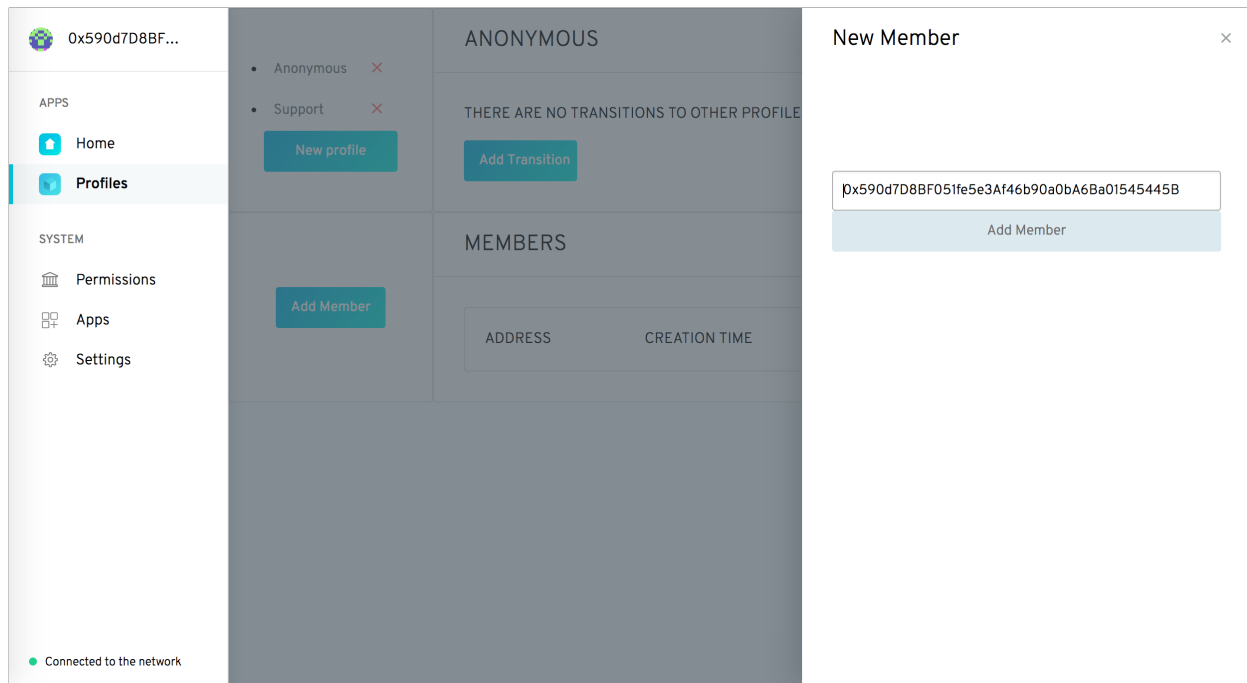 0x590d7D8BF...
APPS
Home
Profiles
SYSTEM
Permissions
Apps
Settings
Connected to the network
Anonymous
Support
New profile
Add Member
ANONYMOUS
THERE ARE NO TRANSITIONS TO OTHER PROFILE
Add Transition
MEMBERS
ADDRESS CREATION TIME
New Member
0x590d7D8BF051fe5e3Af46b90a0bA6Ba01545445B
Add Member